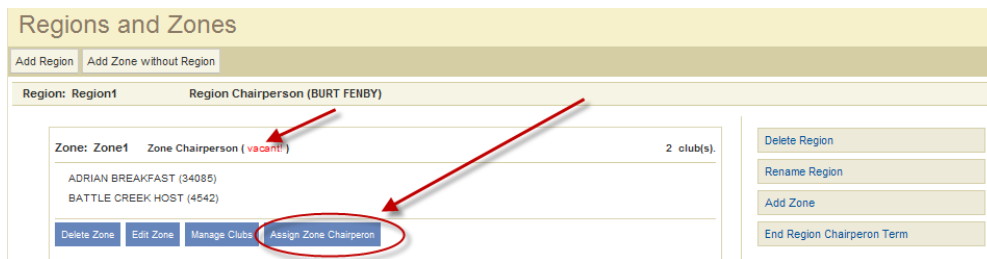 Regions and Zones
Add Region Add Zone without Region
Region: Region1 Region Chairperson (BURT FENBY)
Zone: Zone1 Zone Chairperson ( vacant! ) 2 club(s).
ADRIAN BREAKFAST (34085)
BATTLE CREEK HOST (4542)
Delete Zone Edit Zone Manage Clubs Assign Zone Chairperon
Delete Region
Rename Region
Add Zone
End Region Chairperon Term